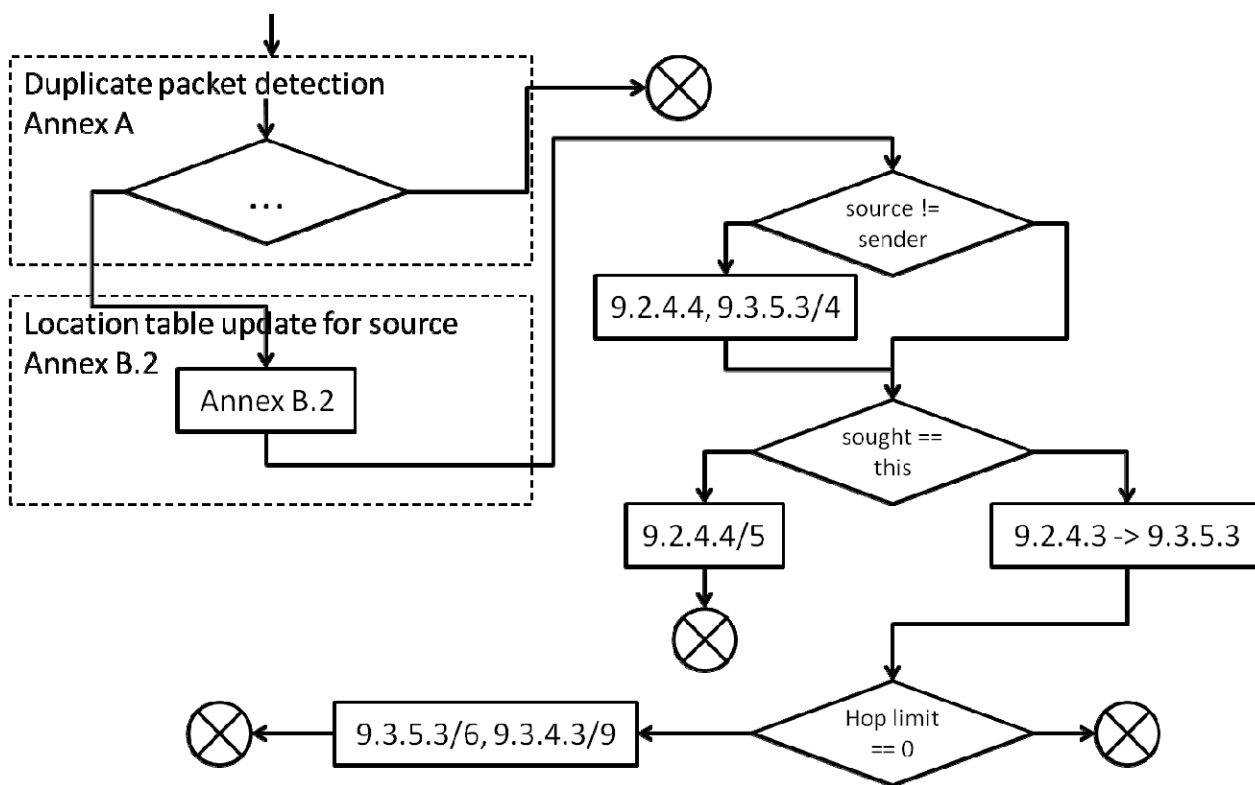 Duplicate packet detection
Annex A
...
Location table update for source
Annex B.2
Annex B.2
source !=
sender
9.2.4.4, 9.3.5.3/4
sought ==
this
9.2.4.4/5
9.2.4.3 -> 9.3.5.3
Hop limit
== 0
9.3.5.3/6, 9.3.4.3/9